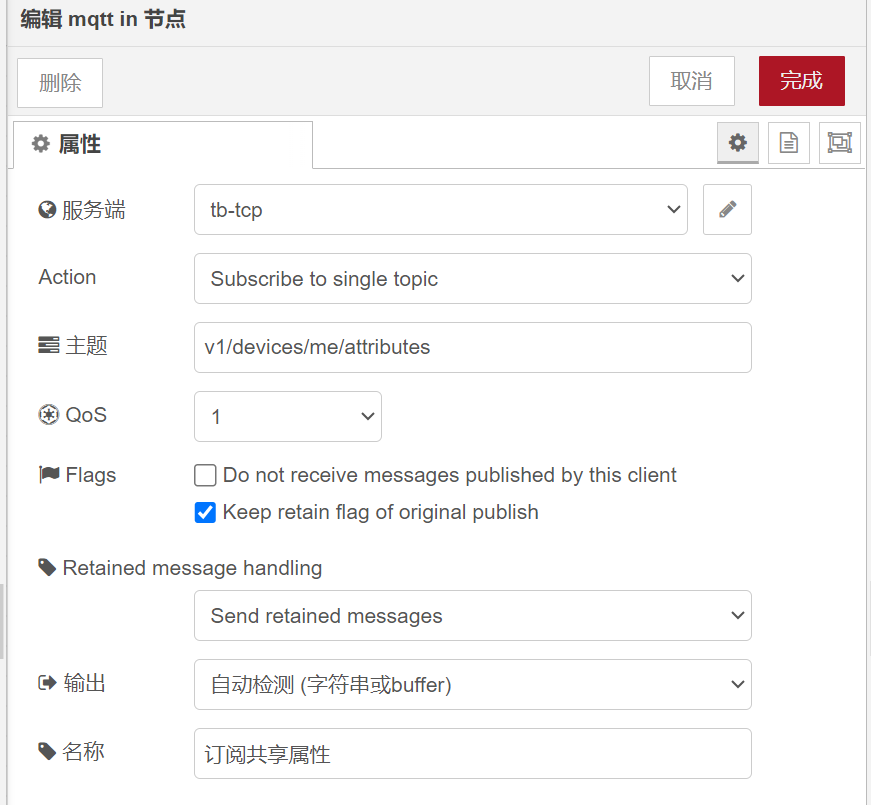 编辑 mqtt in 节点
删除
取消
完成
属性
服务端
tb-tcp
Action
Subscribe to single topic
主题
v1/devices/me/attributes
QoS
1
Flags
Do not receive messages published by this client
Keep retain flag of original publish
Retained message handling
Send retained messages
输出
自动检测 (字符串或buffer)
名称
订阅共享属性